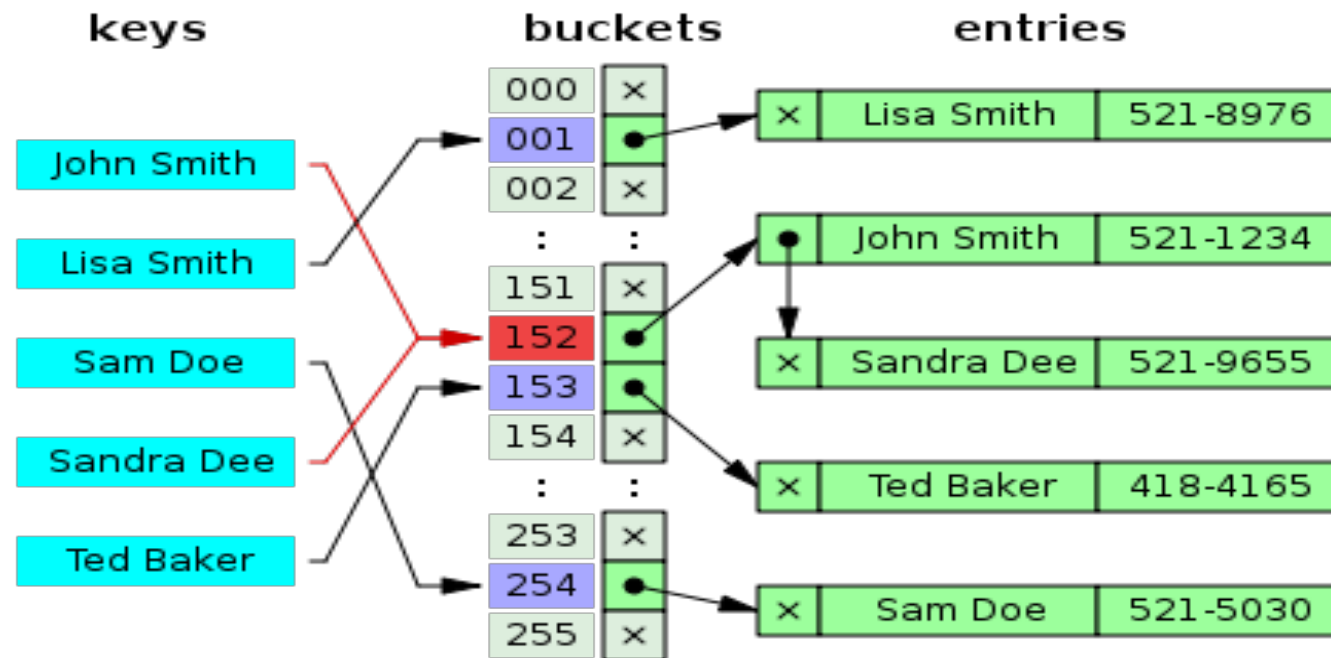 keys
buckets
entries
John Smith
Lisa Smith
Sam Doe
Sandra Dee
Ted Baker
000 ×
001
002 ×
: :
151 ×
152
153
154 ×
: :
253 ×
254
255 ×
× Lisa Smith 521-8976
John Smith 521-1234
× Sandra Dee 521-9655
× Ted Baker 418-4165
× Sam Doe 521-5030